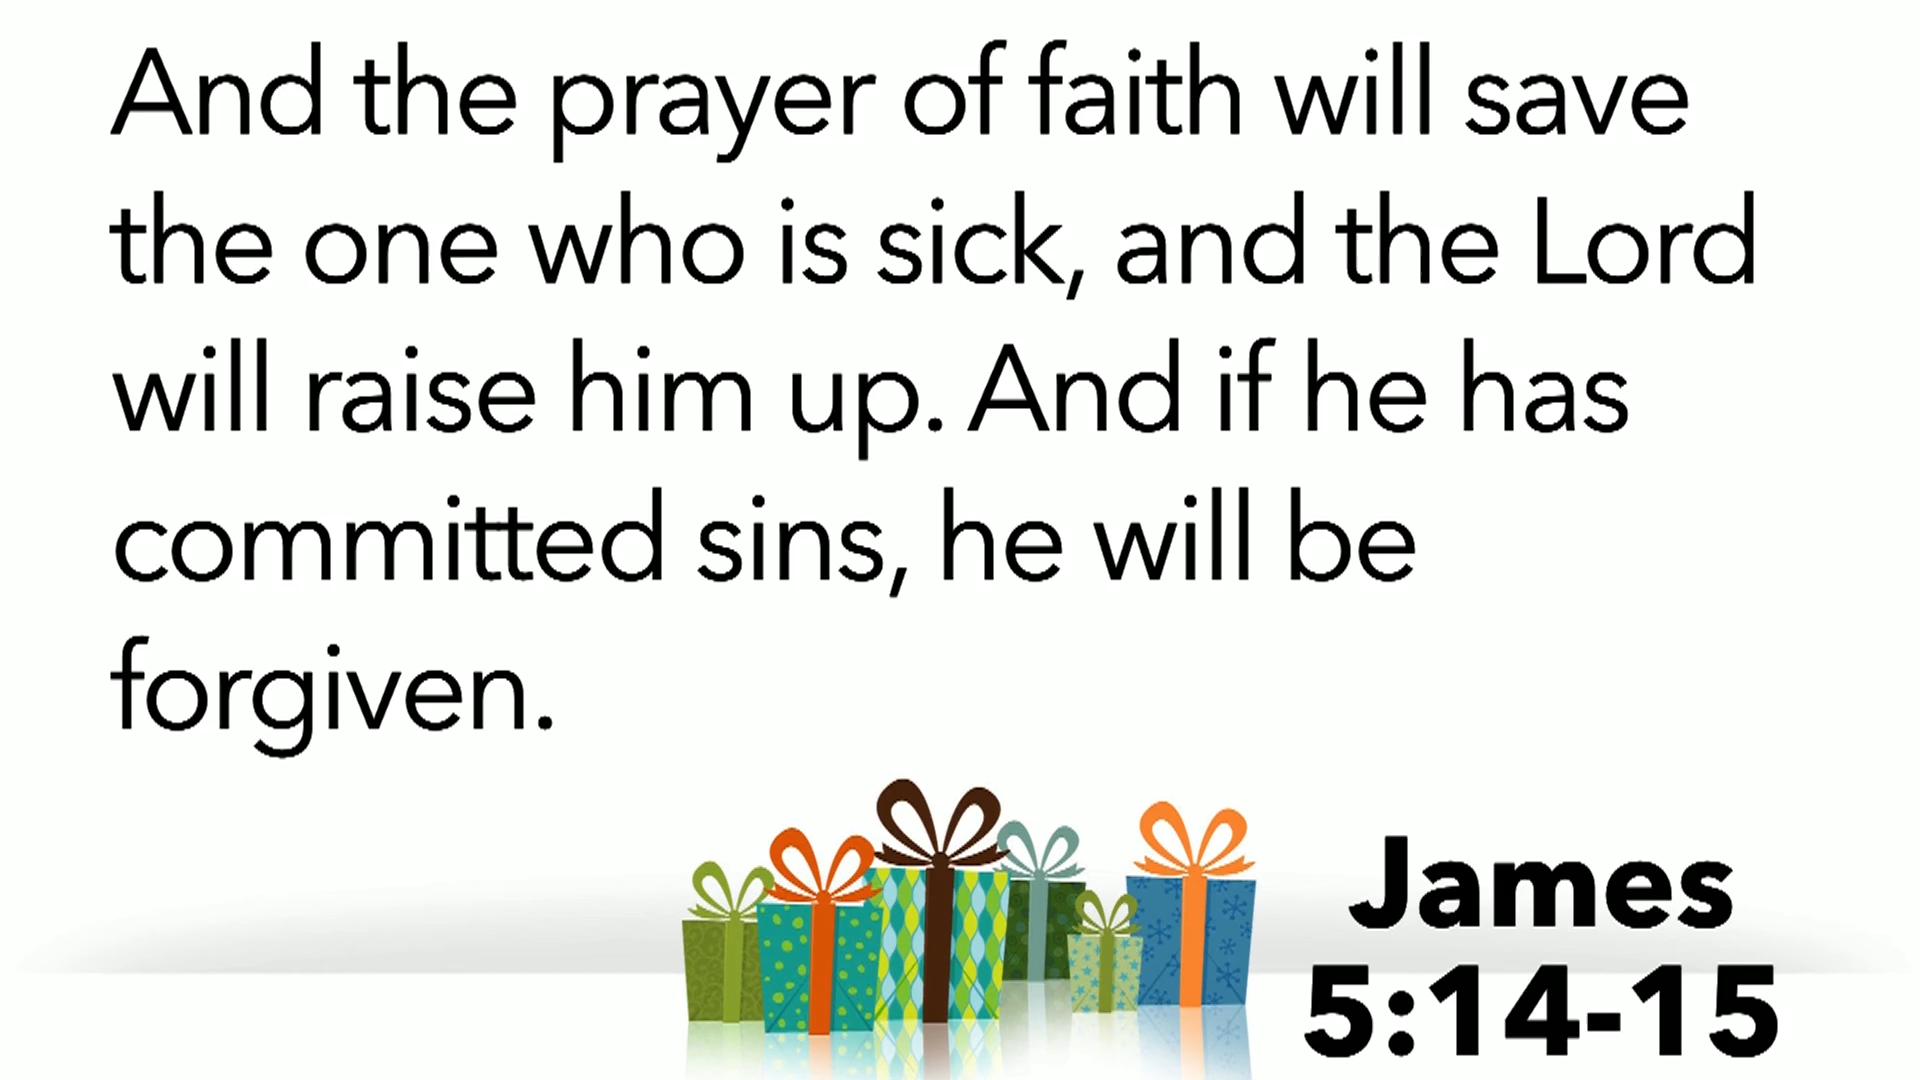 And the prayer of faith will save
the one who is sick, and the Lord
will raise him up. And if he has
committed sins, he will be
forgiven.
James
5:14-15